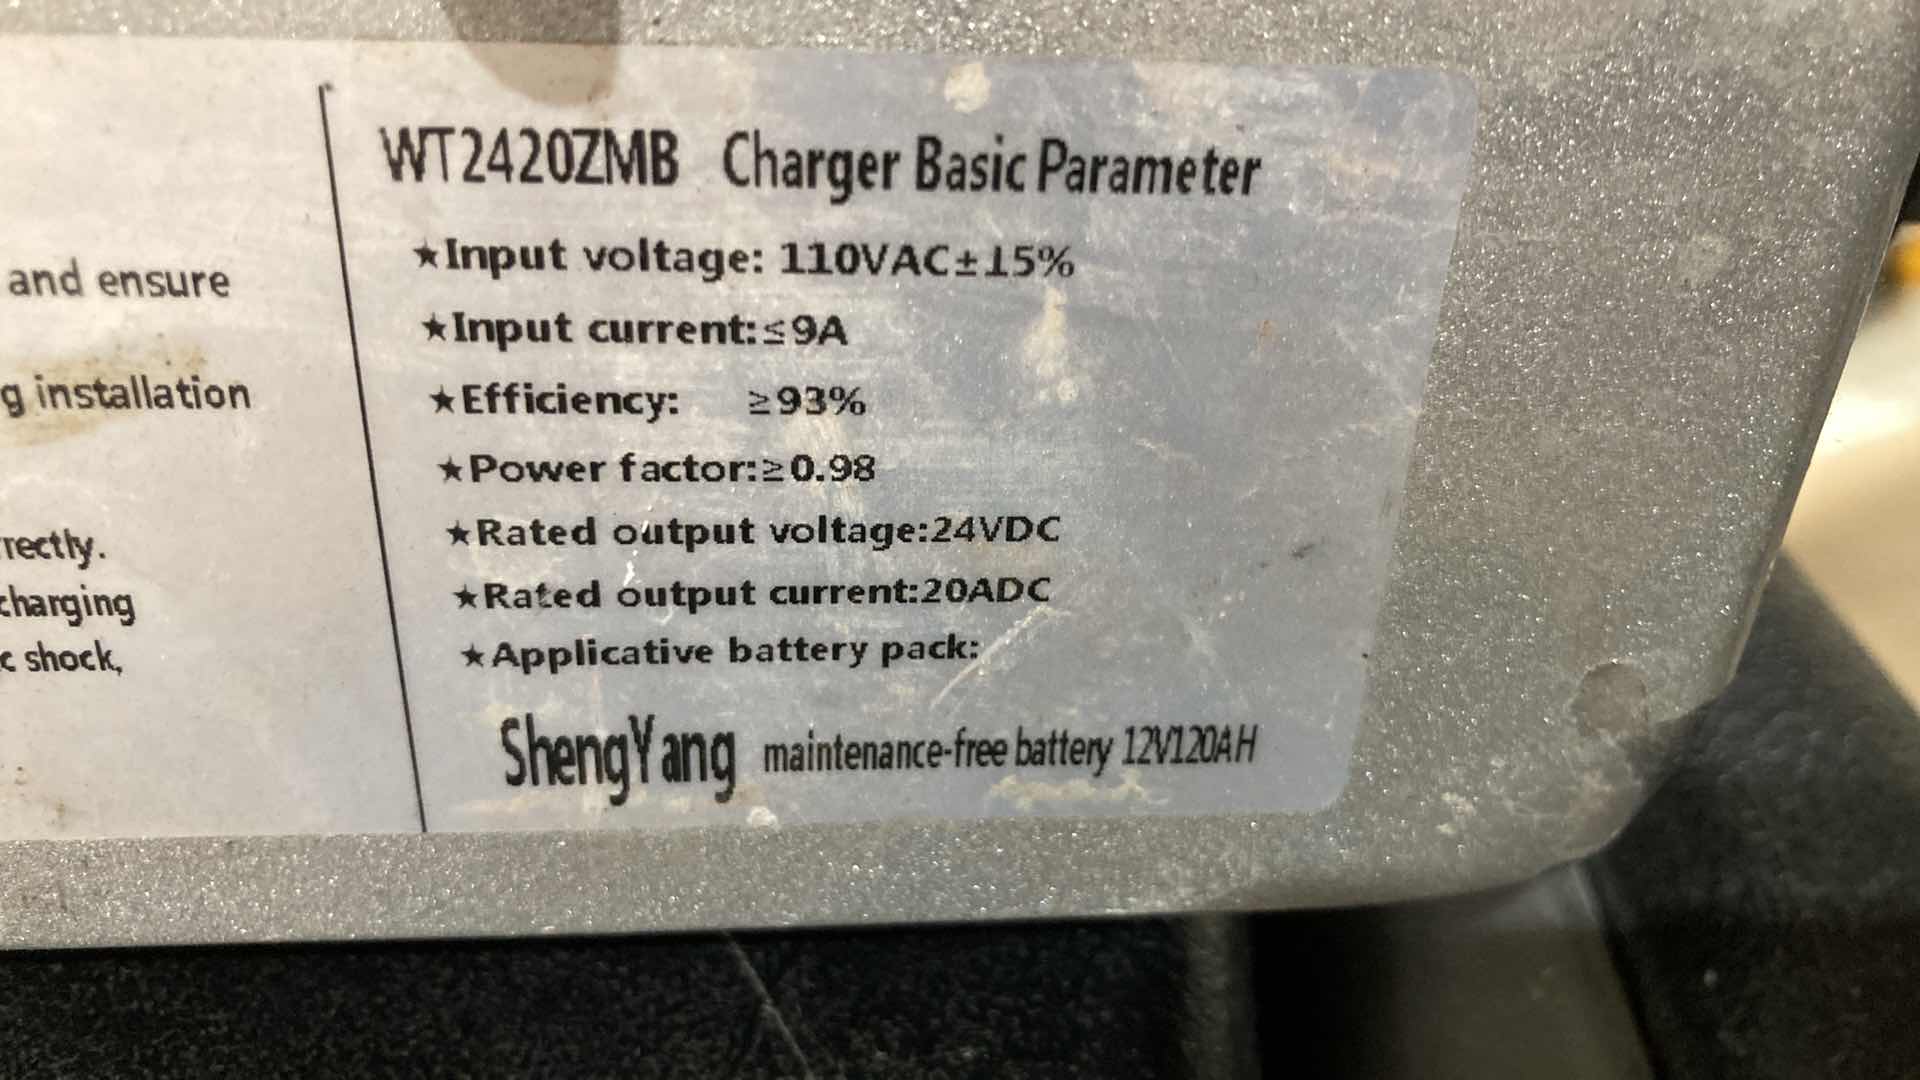 and ensure
g installation
rectly.
charging
c shock,
WT2420ZMB Charger Basic Parameter
★Input voltage: 110VAC±15%
★Input current:≤9A
★Efficiency: ≥93%
★Power factor:≥0.98
★Rated output voltage:24VDC
★Rated output current:20ADC
★Applicative battery pack:
ShengYang maintenance-free battery 12V120AH